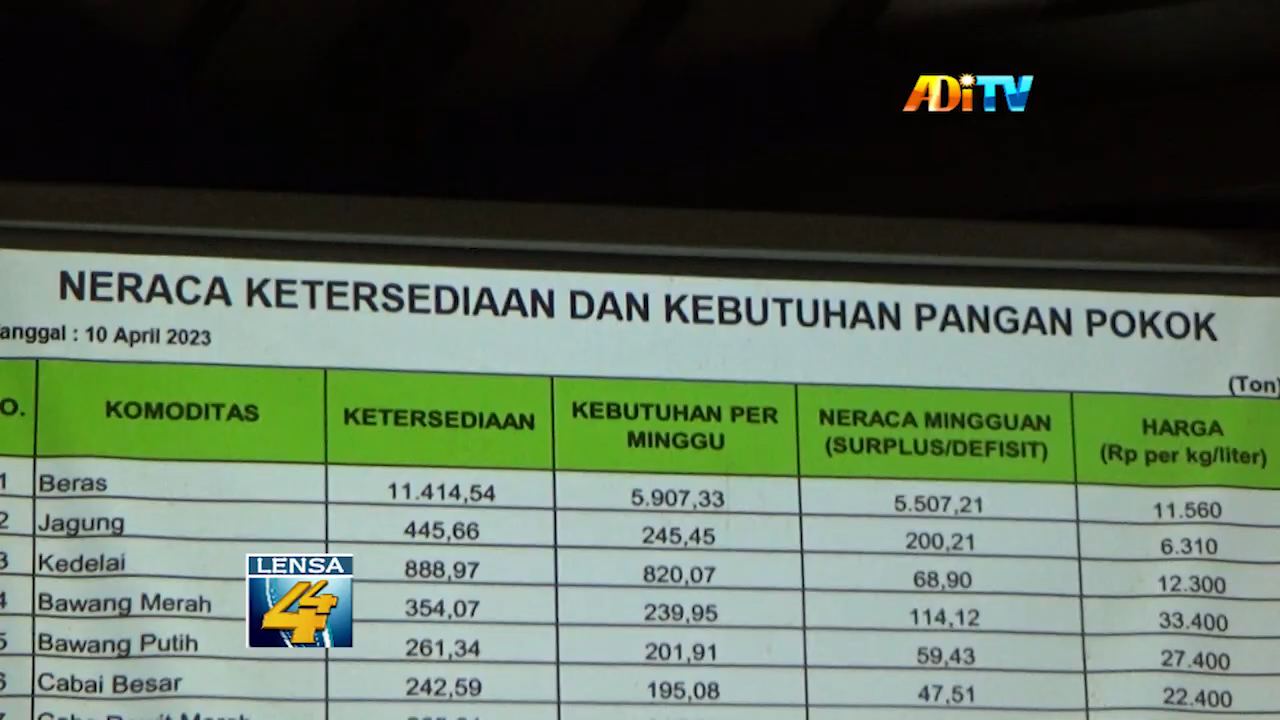 ADiTV
NERACA KETERSEDIAAN DAN KEBUTUHAN PANGAN POKOK
anggal : 10 April 2023
(Ton)
O. KOMODITAS KETERSEDIAAN KEBUTUHAN PER MINGGU NERACA MINGGUAN (SURPLUS/DEFISIT) HARGA (Rp per kg/liter)
1 Beras 11.414,54 5.907,33 5.507,21 11.560
2 Jagung 445,66 245,45 200,21 6.310
3 Kedelai 888,97 820,07 68,90 12.300
4 Bawang Merah 354,07 239,95 114,12 33.400
5 Bawang Putih 261,34 201,91 59,43 27.400
6 Cabai Besar 242,59 195,08 47,51 22.400
LENSA
44